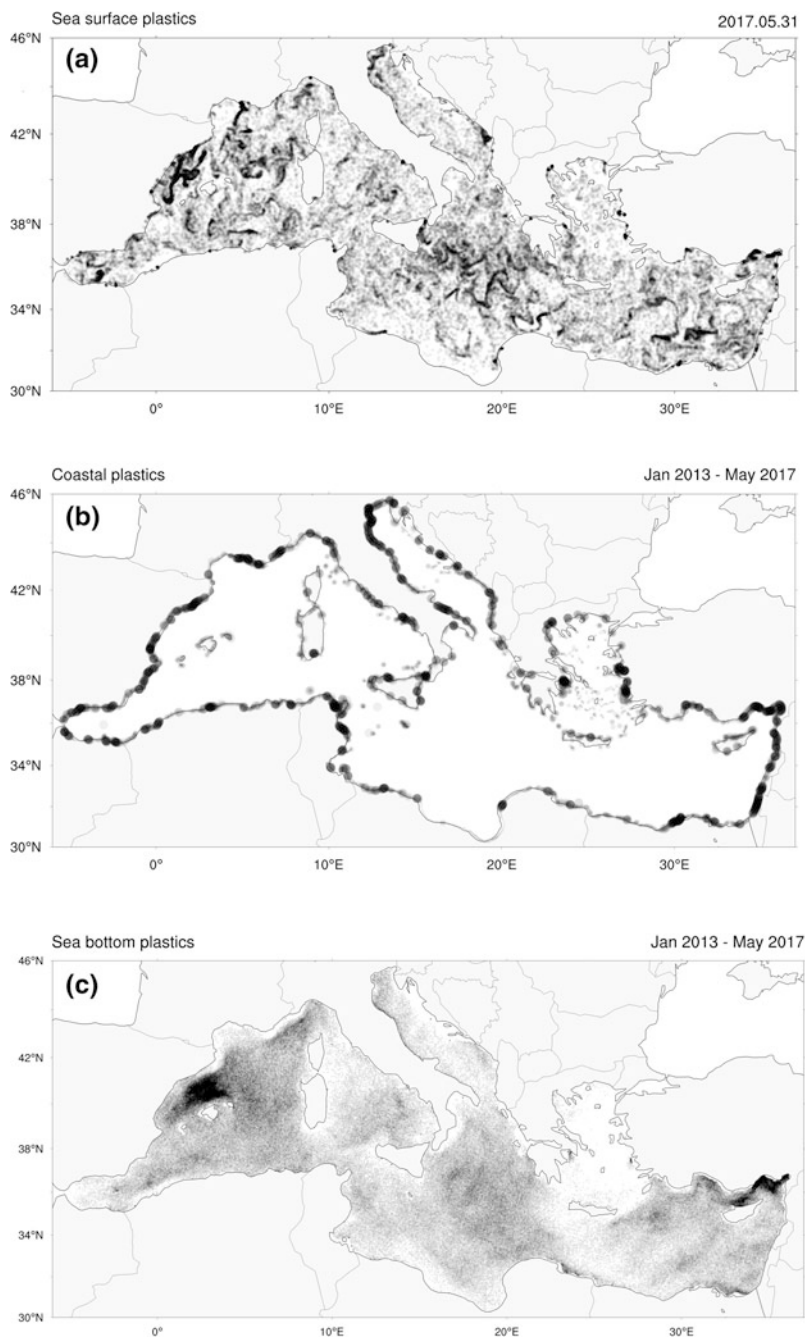 Sea surface plastics 2017.05.31
46°N
(a)
42°N
38°N
34°N
30°N
0° 10°E 20°E 30°E
Coastal plastics Jan 2013 - May 2017
46°N
(b)
42°N
38°N
34°N
30°N
0° 10°E 20°E 30°E
Sea bottom plastics Jan 2013 - May 2017
46°N
(c)
42°N
38°N
34°N
30°N
0° 10°E 20°E 30°E